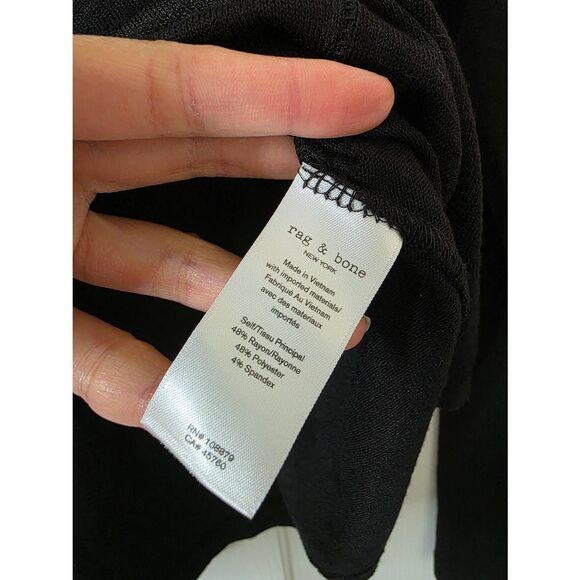 rag & bone
NEW YORK
Made in Vietnam
with imported materials/
Fabriqué Au Vietnam
avec des materiaux
importés
Self/Tissu Principal
48% Rayon/Rayonne
48% Polyester
4% Spandex
RN# 108879
CA# 45760